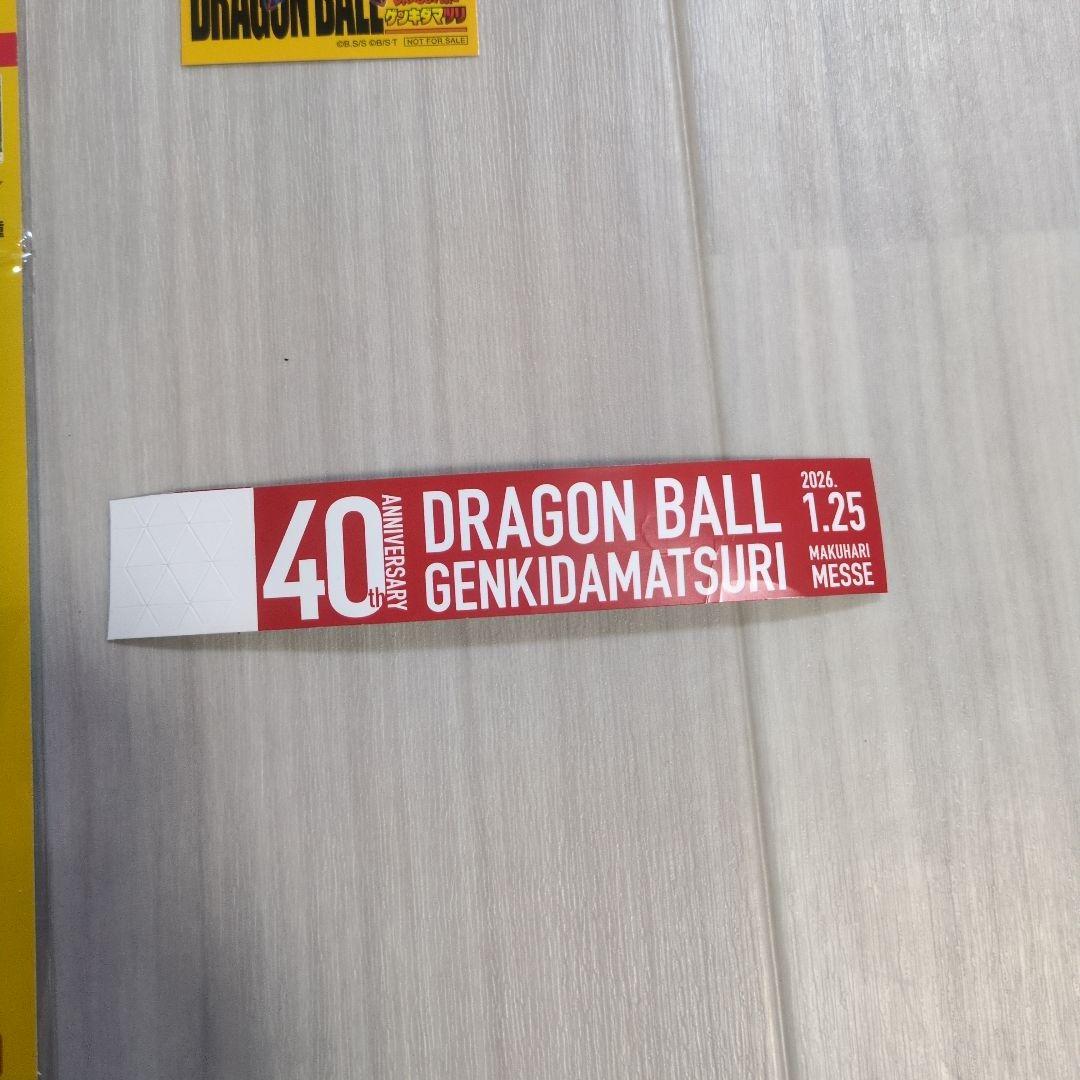 DRAGON BALL
ゲンキダマツリ
©B.S/S ©B/S·T NOT FOR SALE
40th ANNIVERSARY
DRAGON BALL
GENKIDAMATSURI
2026.
1.25
MAKUHARI
MESSE